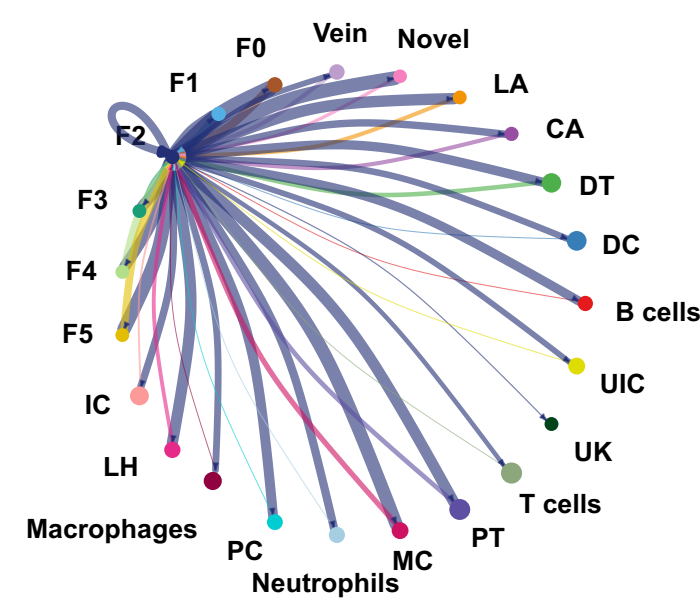 Vein
Novel
F0
F1
LA
CA
F2
DT
F3
DC
F4
B cells
F5
UIC
IC
UK
LH
T cells
Macrophages
PT
PC
MC
Neutrophils